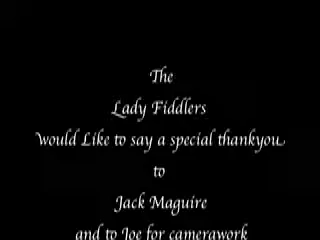 The
Lady Fiddlers
Would Like to say a special thankyou
to
Jack Maguire
and to Joe for camerawork